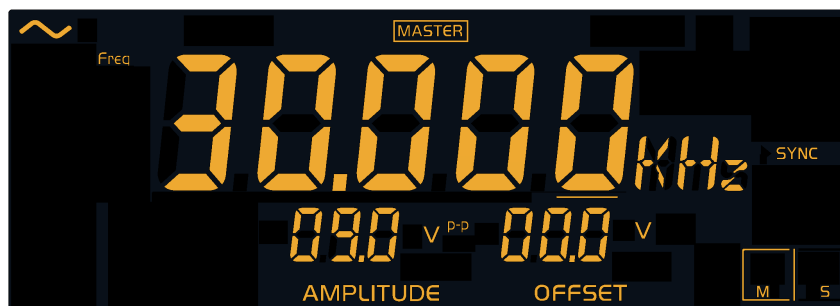 MASTER
Freq
30.000 KHz
SYNC
09.0 V p-p 00.0 V
AMPLITUDE OFFSET
M S